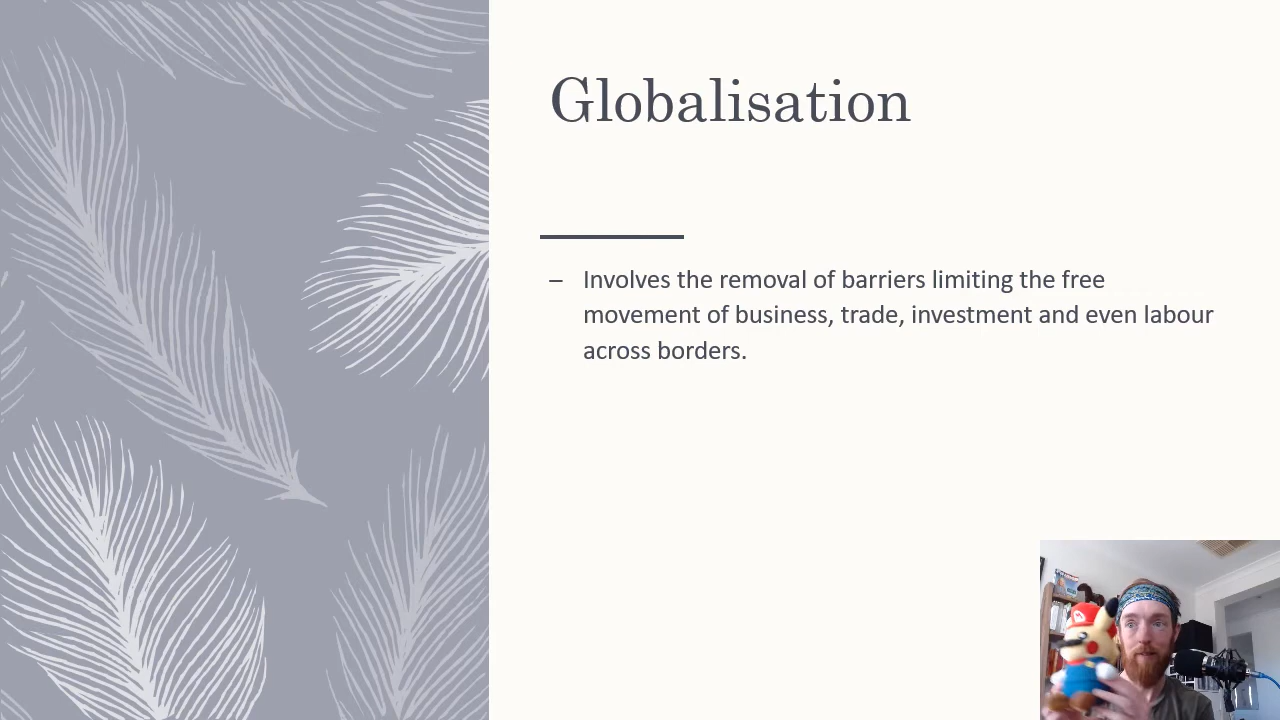 Globalisation
– Involves the removal of barriers limiting the free
movement of business, trade, investment and even labour
across borders.